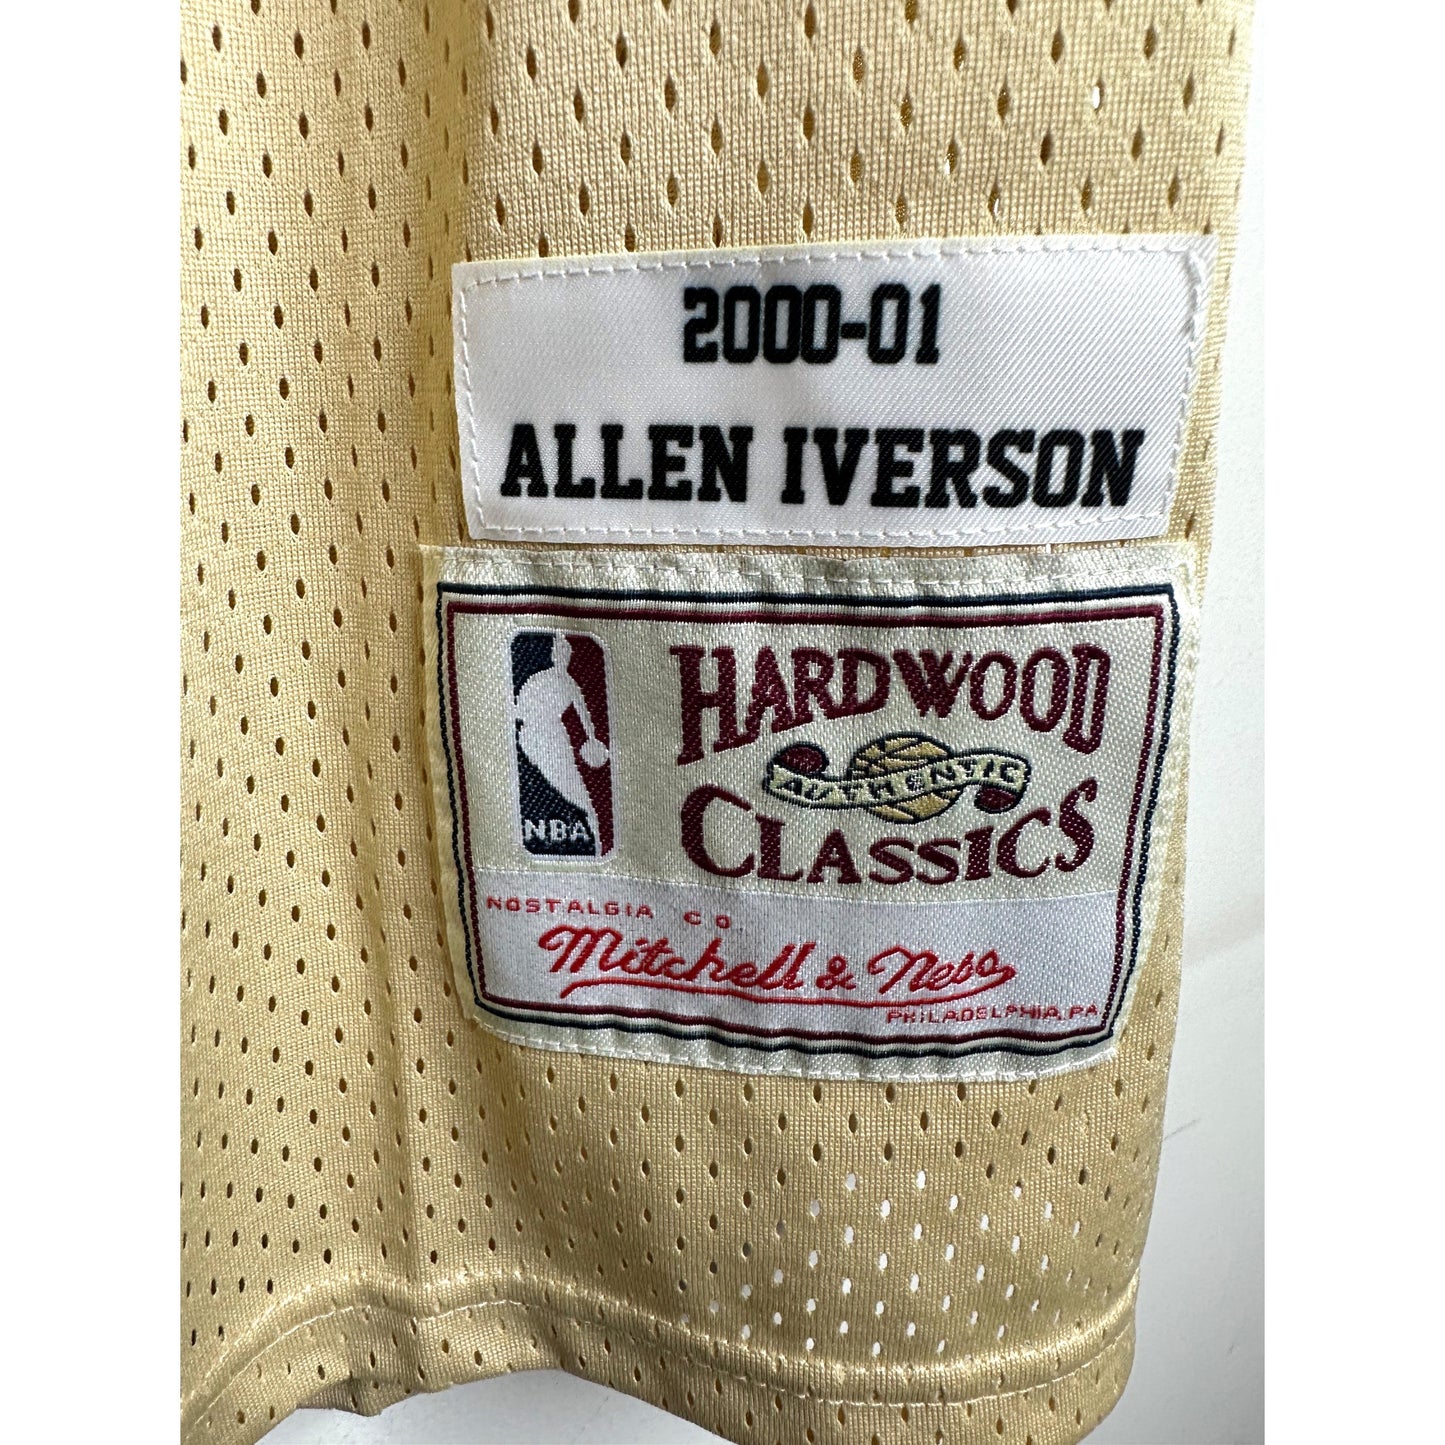 2000-01
ALLEN IVERSON
HARDWOOD
AUTHENTIC
CLASSICS
NBA
NOSTALGIA CO
Mitchell & Ness
PHILADELPHIA, PA